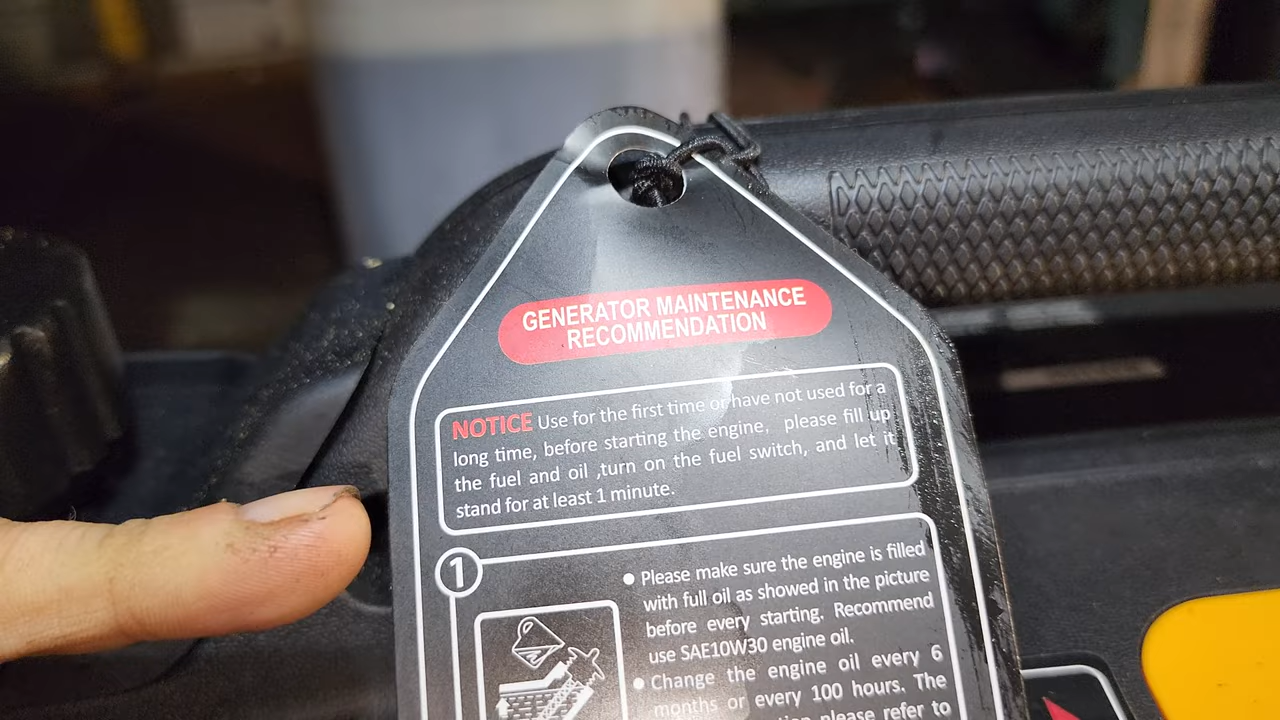 GENERATOR MAINTENANCE
RECOMMENDATION
NOTICE Use for the first time or have not used for a
long time, before starting the engine, please fill up
the fuel and oil ,turn on the fuel switch, and let it
stand for at least 1 minute.
1
• Please make sure the engine is filled
with full oil as showed in the picture
before every starting. Recommend
use SAE10W30 engine oil.
• Change the engine oil every 6
months or every 100 hours. The
please refer to